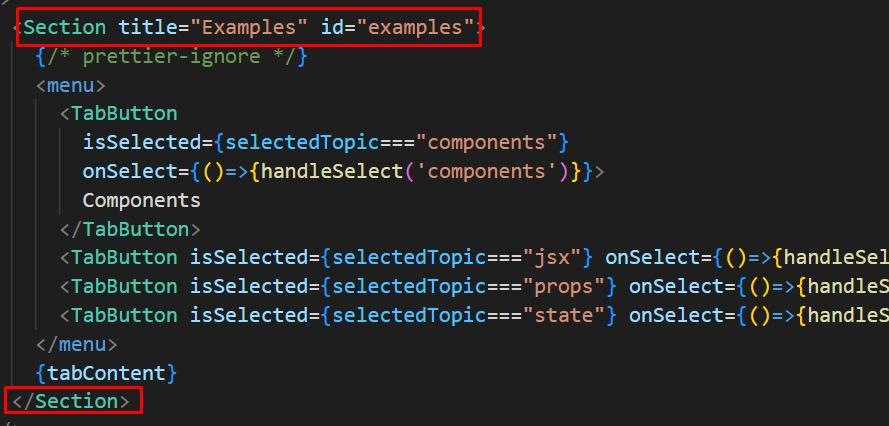 <Section title="Examples" id="examples">
{/* prettier-ignore */}
<menu>
<TabButton
isSelected={selectedTopic==="components"}
onSelect={()=>{handleSelect('components')}}>
Components
</TabButton>
<TabButton isSelected={selectedTopic==="jsx"} onSelect={()=>{handleSel
<TabButton isSelected={selectedTopic==="props"} onSelect={()=>{handleS
<TabButton isSelected={selectedTopic==="state"} onSelect={()=>{handleS
</menu>
{tabContent}
</Section>